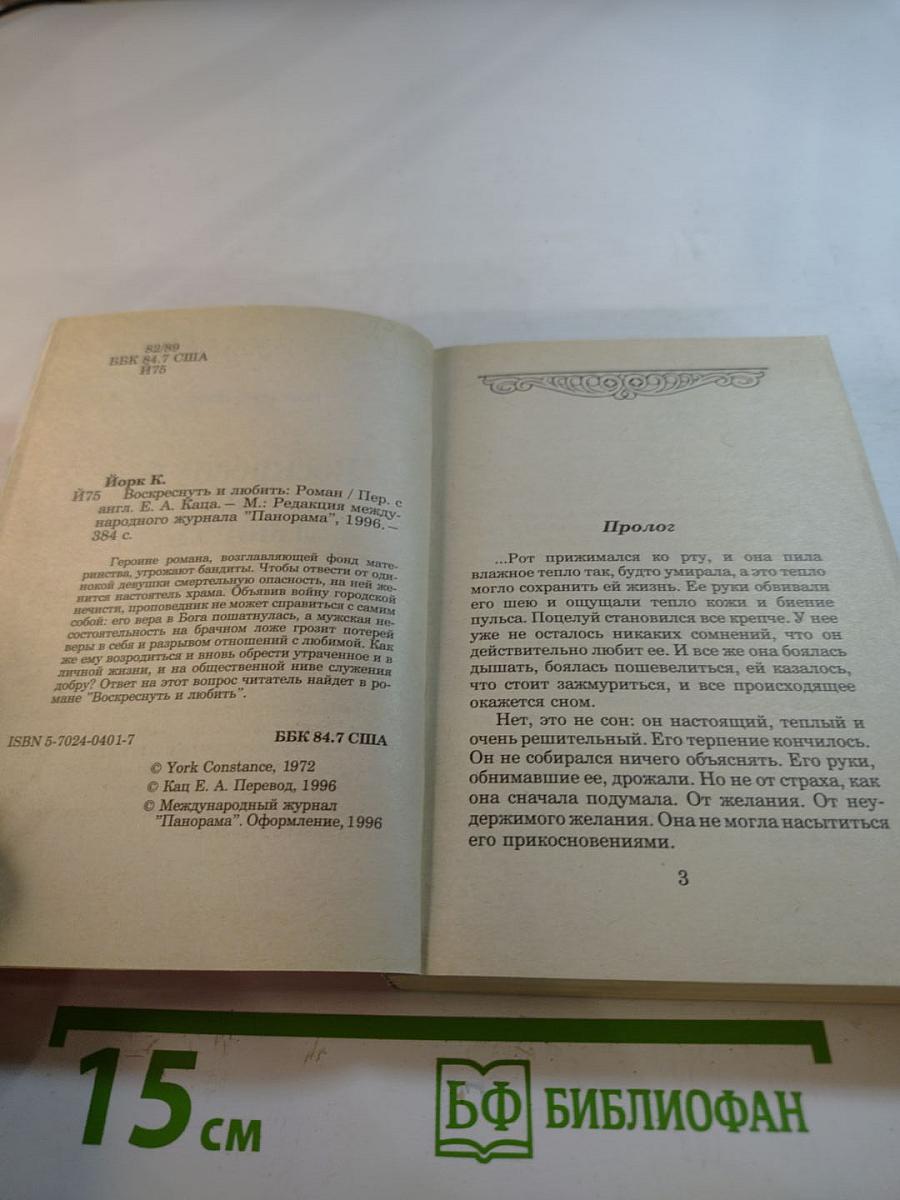 82/89
ББК 84.7 США
Й75
Йорк К.
Й75 Воскреснуть и любить: Роман / Пер. с
англ. Е. А. Каца. — М.: Редакция между-
народного журнала "Панорама", 1996. —
384 с.
Героине романа, возглавляющей фонд мате-
ринства, угрожают бандиты. Чтобы отвести от оди-
нокой девушки смертельную опасность, на ней же-
нится настоятель храма. Объявив войну городской
нечисти, проповедник не может справиться с самим
собой: его вера в Бога пошатнулась, а мужская не-
состоятельность на брачном ложе грозит потерей
веры в себя и разрывом отношений с любимой. Как
же ему возродиться и вновь обрести утраченное и в
личной жизни, и на общественной ниве служения
добру? Ответ на этот вопрос читатель найдет в ро-
мане "Воскреснуть и любить".
ISBN 5-7024-0401-7
ББК 84.7 США
© York Constance, 1972
© Кац Е. А. Перевод, 1996
© Международный журнал
"Панорама". Оформление, 1996
Пролог
...Рот прижимался ко рту, и она пила
влажное тепло так, будто умирала, а это тепло
могло сохранить ей жизнь. Ее руки обвивали
его шею и ощущали тепло кожи и биение
пульса. Поцелуй становился все крепче. У нее
уже не осталось никаких сомнений, что он
действительно любит ее. И все же она боялась
дышать, боялась пошевелиться, ей казалось,
что стоит зажмуриться, и все происходящее
окажется сном.
Нет, это не сон: он настоящий, теплый и
очень решительный. Его терпение кончилось.
Он не собирался ничего объяснять. Его руки,
обнимавшие ее, дрожали. Но не от страха, как
она сначала подумала. От желания. От неу-
держимого желания. Она не могла насытиться
его прикосновениями.
3
15 см
БФ БИБЛИОФАН